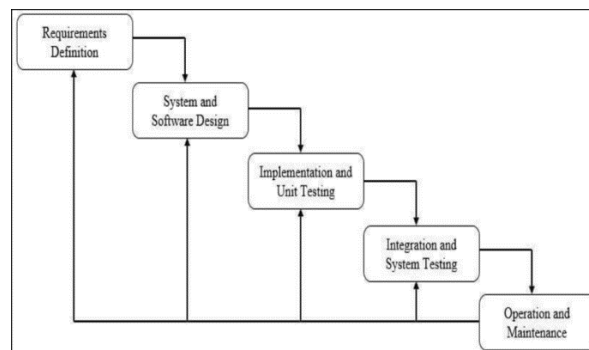 Requirements
Definition
System and
Software Design
Implementation and
Unit Testing
Integration and
System Testing
Operation and
Maintenance